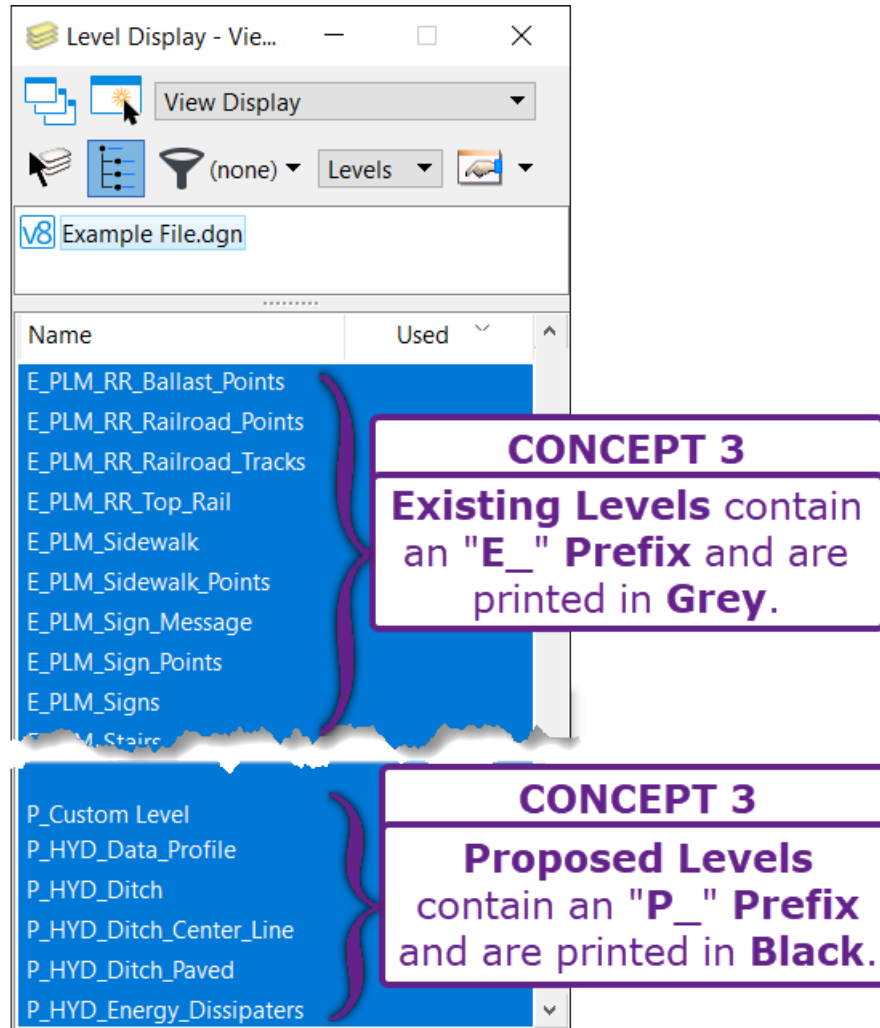 Level Display - Vie...
View Display
(none) Levels
V8 Example File.dgn
Name Used
E_PLM_RR_Ballast_Points
E_PLM_RR_Railroad_Points
E_PLM_RR_Railroad_Tracks
E_PLM_RR_Top_Rail
E_PLM_Sidewalk
E_PLM_Sidewalk_Points
E_PLM_Sign_Message
E_PLM_Sign_Points
E_PLM_Signs
CONCEPT 3
Existing Levels contain
an "E_" Prefix and are
printed in Grey.
P_Custom Level
P_HYD_Data_Profile
P_HYD_Ditch
P_HYD_Ditch_Center_Line
P_HYD_Ditch_Paved
P_HYD_Energy_Dissipaters
CONCEPT 3
Proposed Levels
contain an "P_" Prefix
and are printed in Black.